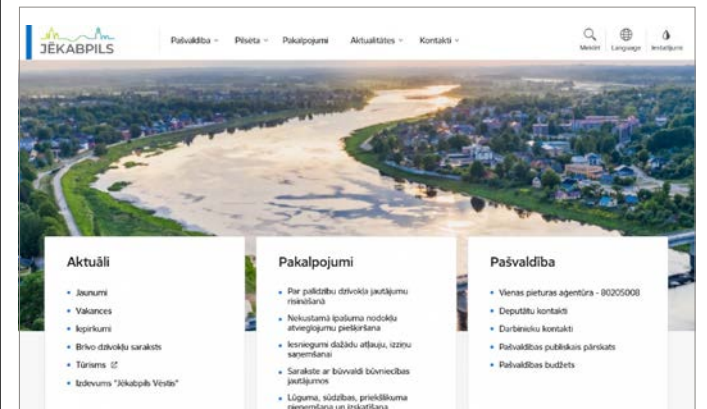 JĒKABPILS
Pašvaldība
Pilsēta
Pakalpojumi
Aktualitātes
Kontakti
Meklēt
Language
Iestatījumi
Aktuāli
Jaunumi
Vakances
Iepirkumi
Brīvo dzīvokļu saraksts
Tūrisms
Izdevums "Jēkabpils Vēstis"
Pakalpojumi
Par palīdzību dzīvokļa jautājumu
risināšanā
Nekustamā īpašuma nodokļu
atvieglojumu piešķiršana
Iesniegumi dažādu atļauju, izziņu
saņemšanai
Sarakste ar būvvaldi būvniecības
jautājumos
Lūguma, sūdzības, priekšlikuma
pieņemšana un izskatīšana
Pašvaldība
Vienas pieturas aģentūra - 80205008
Deputātu kontakti
Darbinieku kontakti
Pašvaldības publiskais pārskats
Pašvaldības budžets